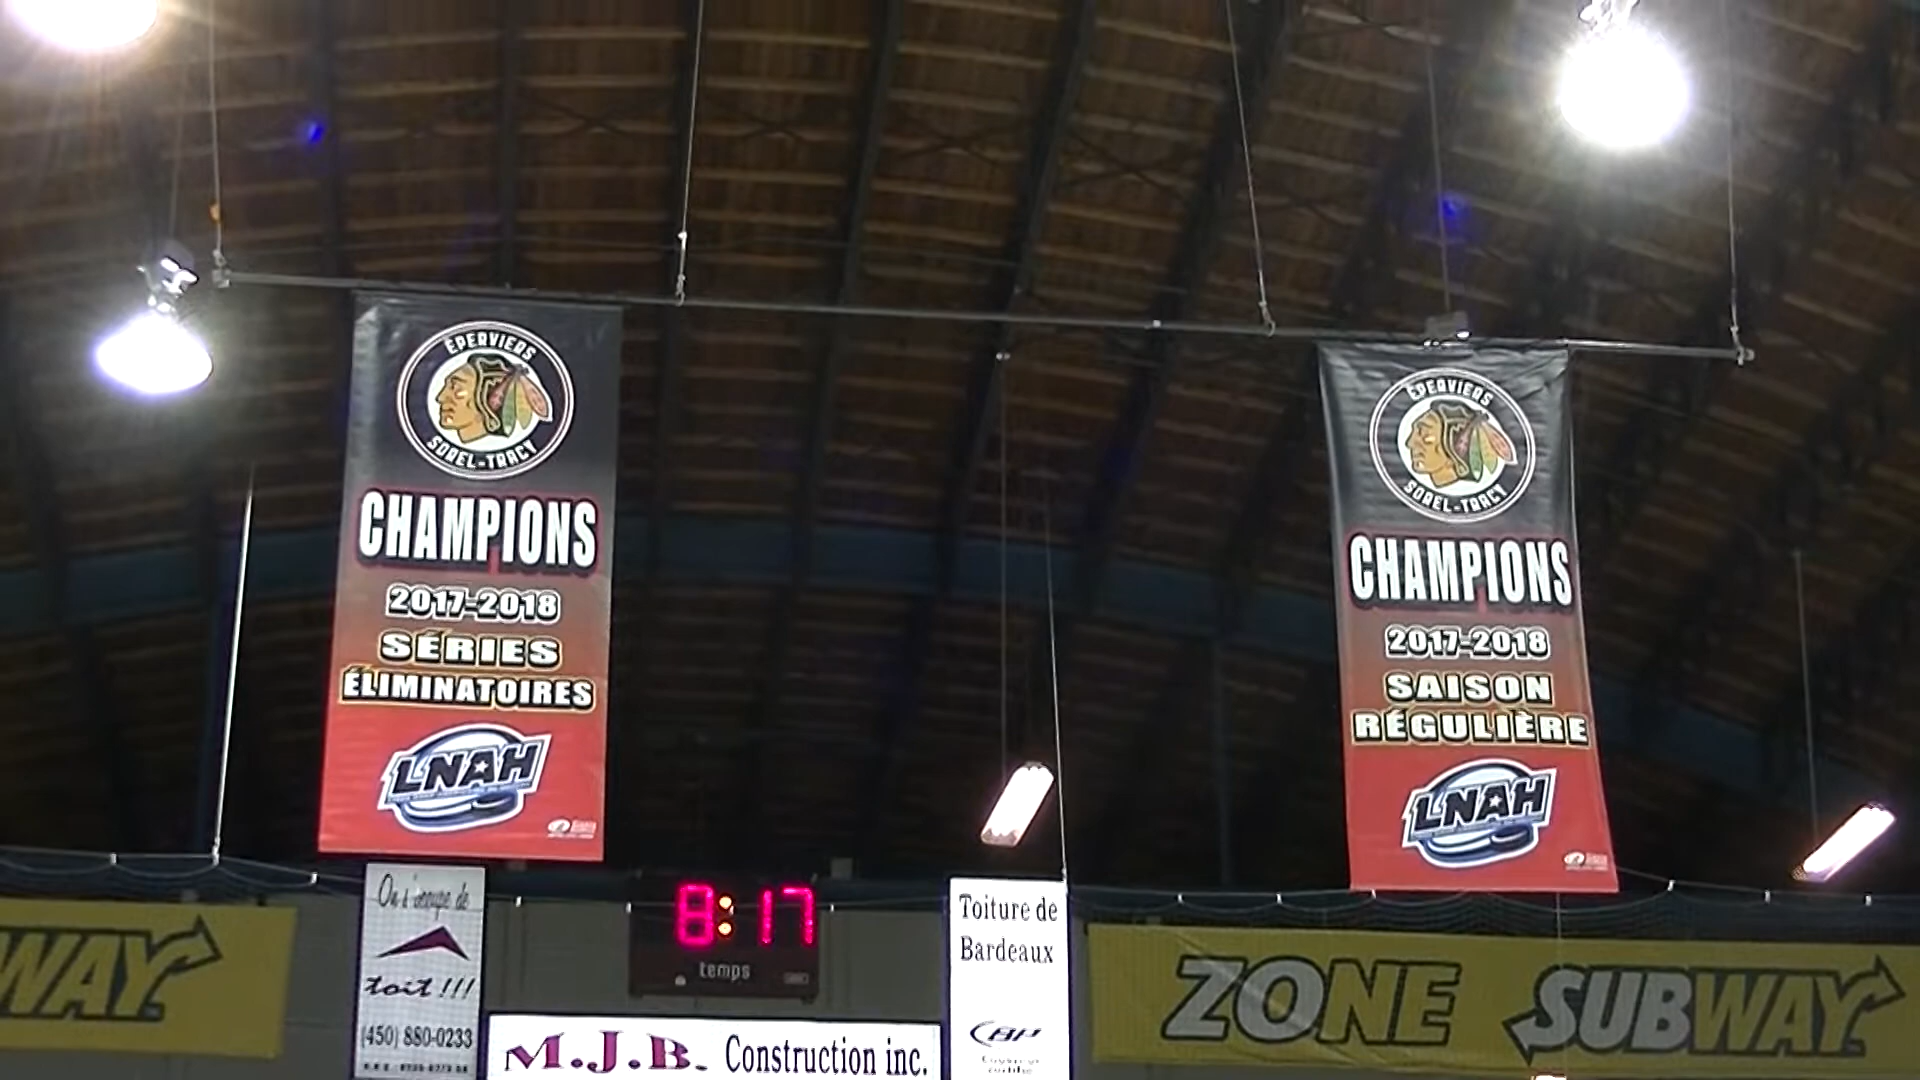 ÉPERVIERS
SOREL-TRACY
CHAMPIONS
2017-2018
SÉRIES
ÉLIMINATOIRES
LNAH
ÉPERVIERS
SOREL-TRACY
CHAMPIONS
2017-2018
SAISON
RÉGULIÈRE
LNAH
WAY
On s'occupe de
toit !!!
(450) 880-0233
8:17
temps
M.J.B. Construction inc.
Toiture de
Bardeaux
BP
ZONE SUBWAY